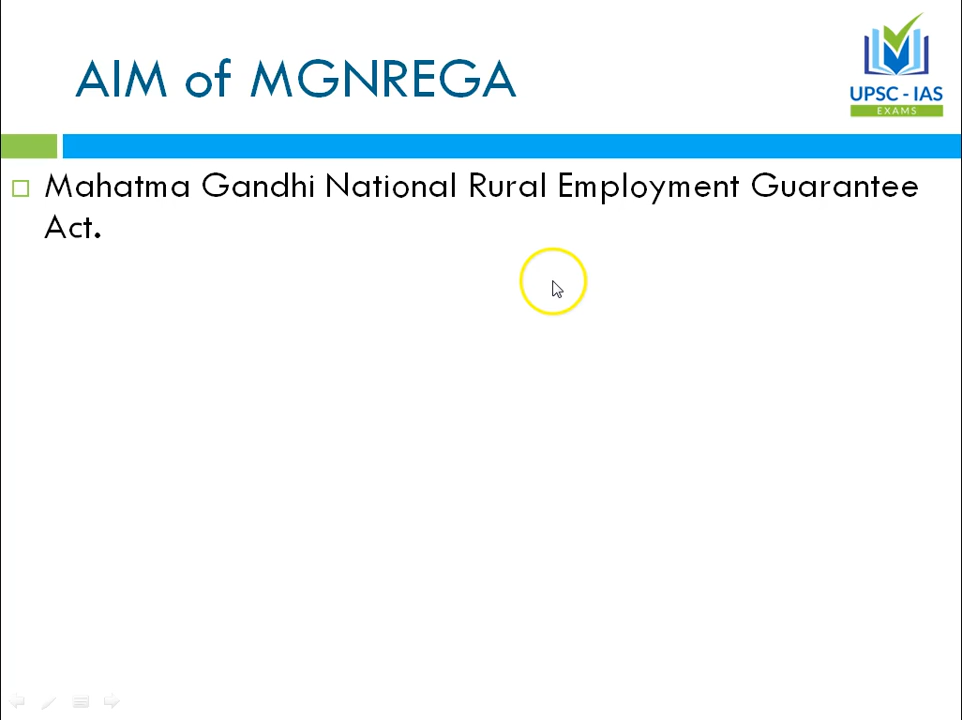 AIM of MGNREGA
UPSC - IAS
EXAMS
Mahatma Gandhi National Rural Employment Guarantee
Act.